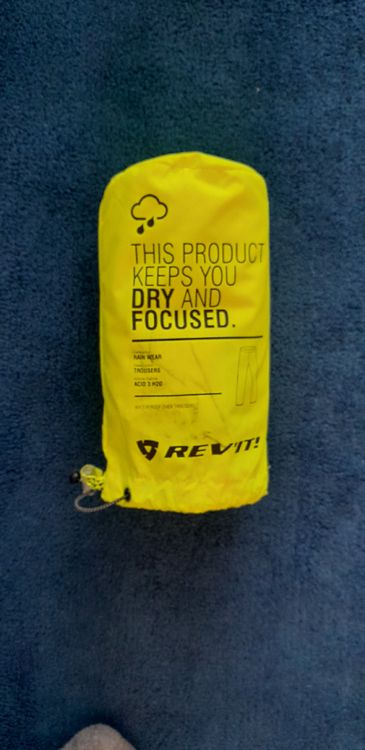 THIS PRODUCT
KEEPS YOU
DRY AND
FOCUSED.
RAIN WEAR
TROUSERS
ACID 3 H2O
REV'IT!